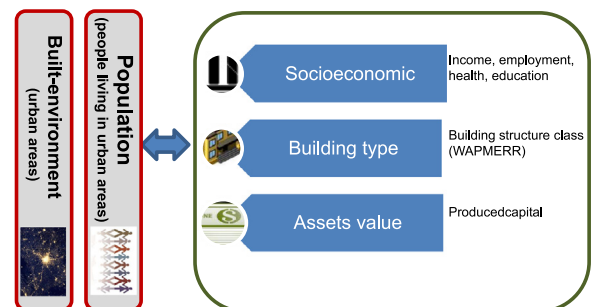 Built-environment
(urban areas)
Population
(people living in urban areas)
Socioeconomic
Income, employment,
health, education
Building type
Building structure class
(WAPMERR)
Assets value
Producedcapital